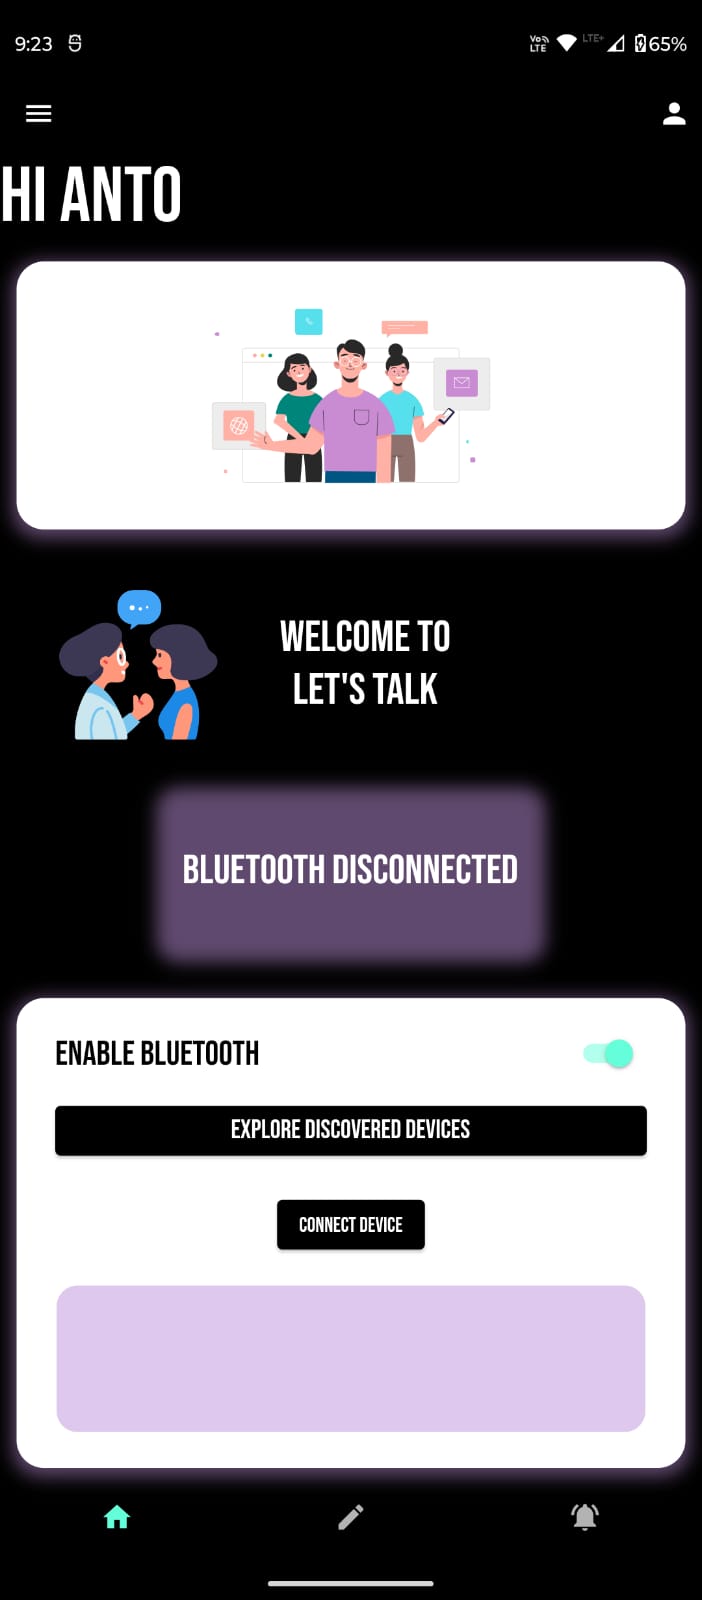 9:23
Vo)) LTE
LTE+
65%
HI ANTO
WELCOME TO
LET'S TALK
BLUETOOTH DISCONNECTED
ENABLE BLUETOOTH
EXPLORE DISCOVERED DEVICES
CONNECT DEVICE